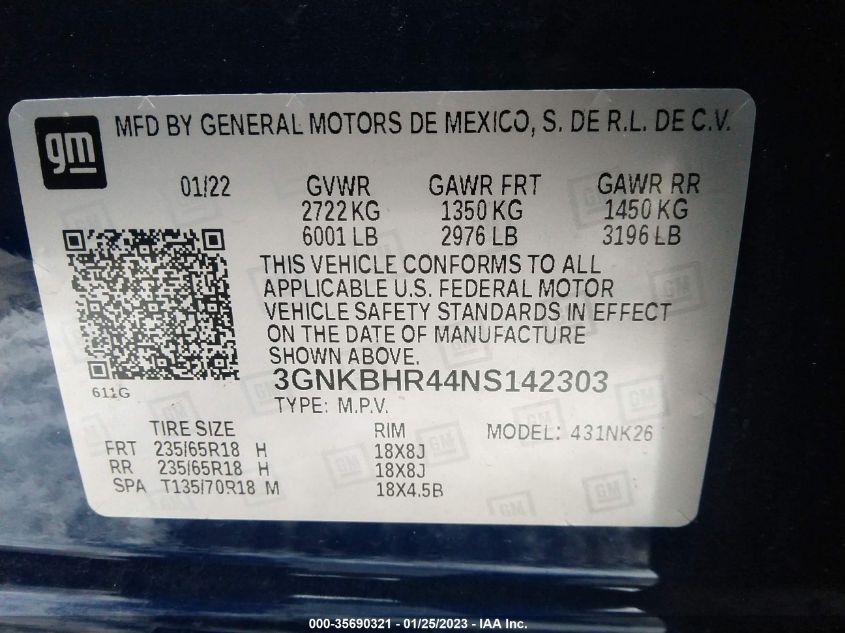 gm
MFD BY GENERAL MOTORS DE MEXICO, S. DE R.L. DE C.V.
01/22 GVWR GAWR FRT GAWR RR
2722 KG 1350 KG 1450 KG
6001 LB 2976 LB 3196 LB
THIS VEHICLE CONFORMS TO ALL
APPLICABLE U.S. FEDERAL MOTOR
VEHICLE SAFETY STANDARDS IN EFFECT
ON THE DATE OF MANUFACTURE
SHOWN ABOVE.
611G
3GNKBHR44NS142303
TYPE: M.P.V.
TIRE SIZE RIM MODEL: 431NK26
FRT 235/65R18 H 18X8J
RR 235/65R18 H 18X8J
SPA T135/70R18 M 18X4.5B
000-35690321 - 01/25/2023 - IAA Inc.